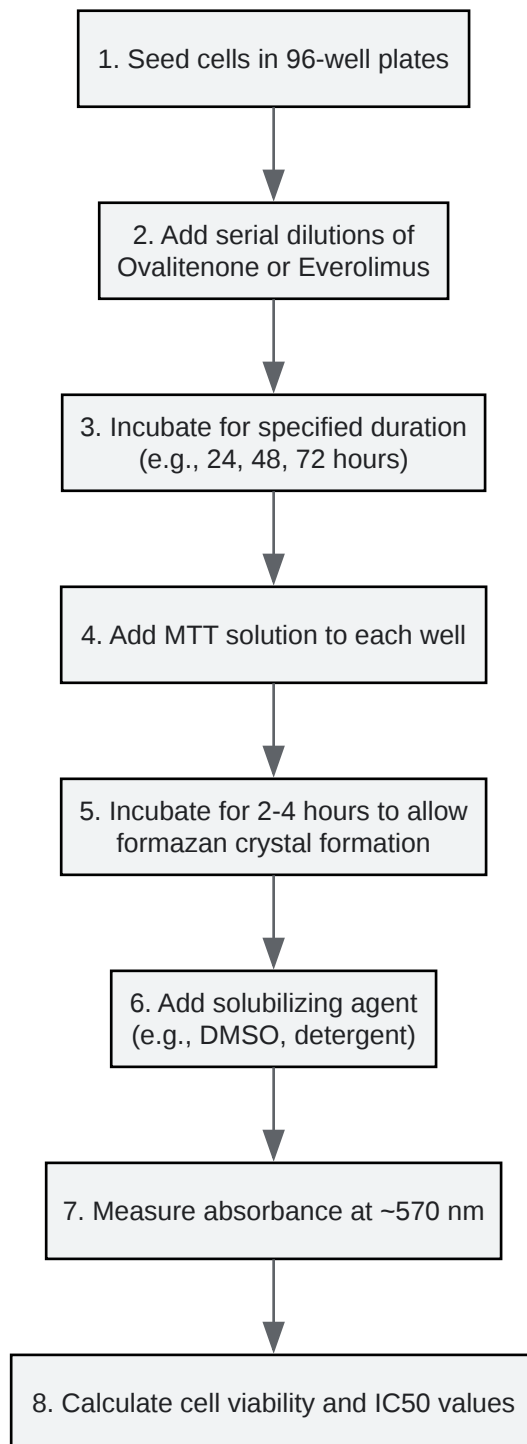 1. Seed cells in 96-well plates
2. Add serial dilutions of
Ovalitenone or Everolimus
3. Incubate for specified duration
(e.g., 24, 48, 72 hours)
4. Add MTT solution to each well
5. Incubate for 2-4 hours to allow
formazan crystal formation
6. Add solubilizing agent
(e.g., DMSO, detergent)
7. Measure absorbance at ~570 nm
8. Calculate cell viability and IC50 values